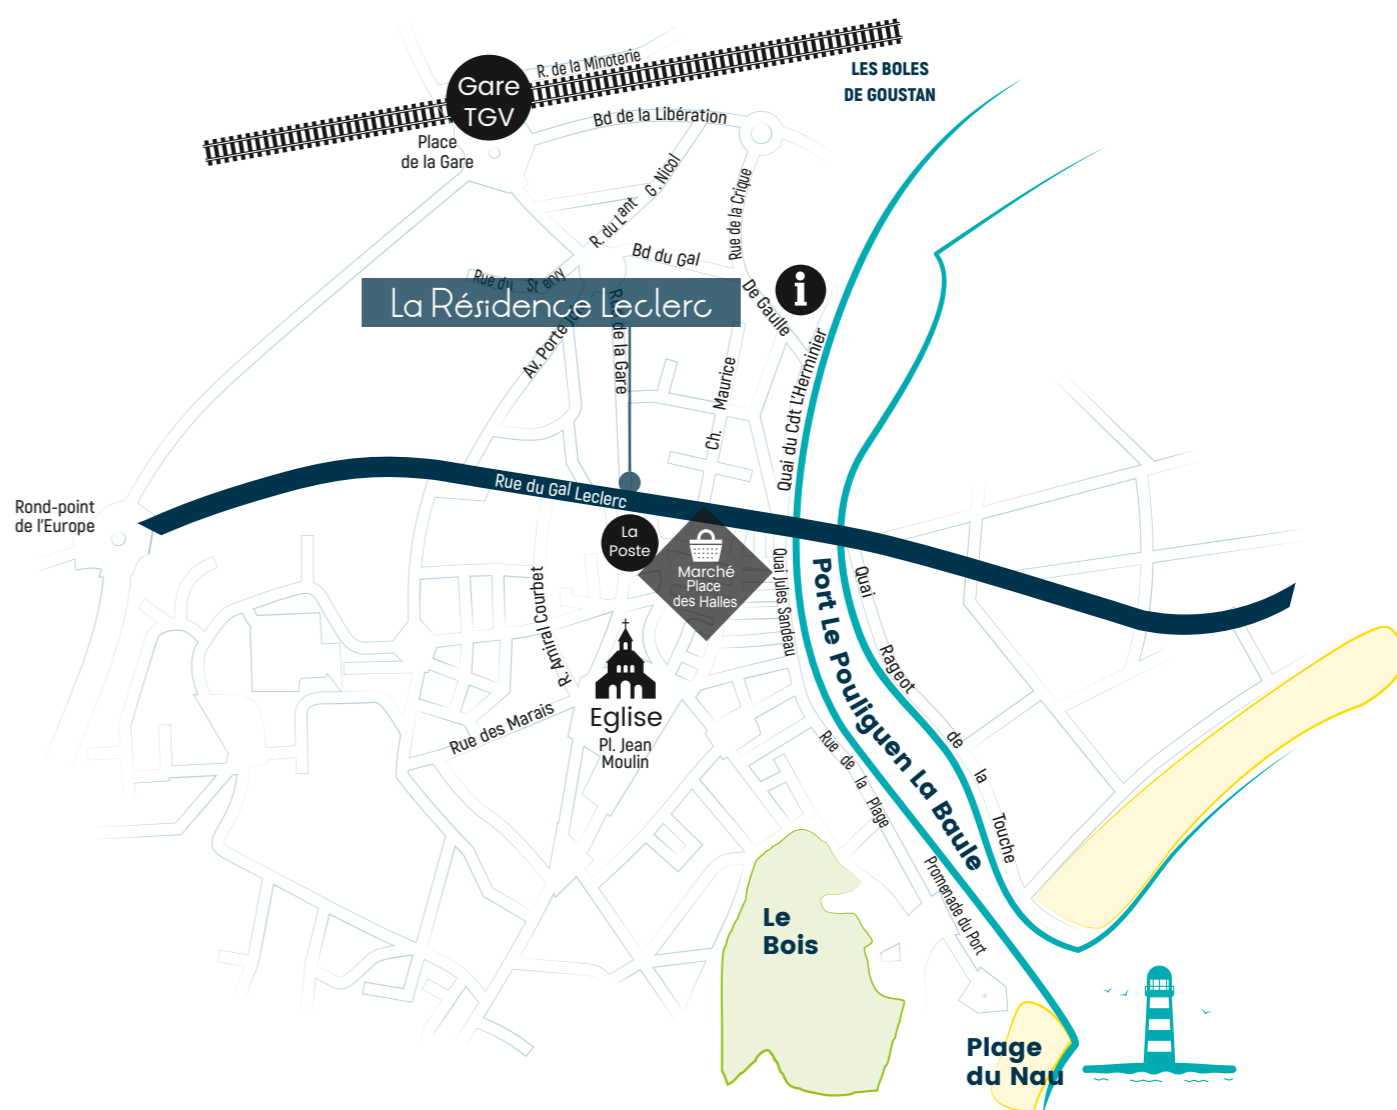 R. de la Minoterie
Gare
TGV
LES BOLES
DE GOUSTAN
Bd de la Libération
Place
de la Gare
R. du Lant G. Nicol
Rue de la Crique
Bd du Gal
De Gaulle
i
Rue du St
La Résidence Leclerc
Av. Porte
Rue de la Gare
Ch. Maurice
Quai du Cdt L'Herminier
Rue du Gal Leclerc
Rond-point
de l'Europe
La
Poste
Marché
Place
des Halles
Quai Jules Sandeau
Port Le Pouliguen La Baule
Quai Rageot de la Touche
R. Amiral Courbet
Rue des Marais
Eglise
Pl. Jean
Moulin
Rue de la Plage
Promenade du Port
Le
Bois
Plage
du Nau